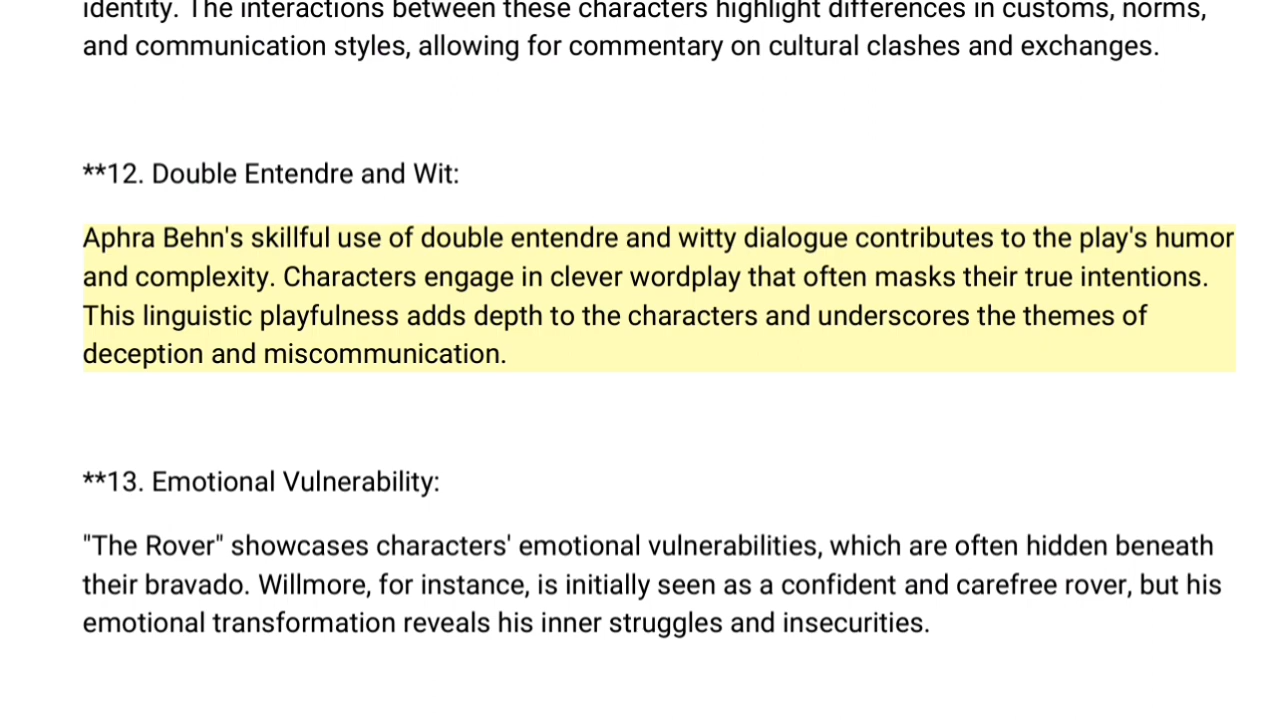 identity. The interactions between these characters highlight differences in customs, norms,
and communication styles, allowing for commentary on cultural clashes and exchanges.
**12. Double Entendre and Wit:
Aphra Behn's skillful use of double entendre and witty dialogue contributes to the play's humor
and complexity. Characters engage in clever wordplay that often masks their true intentions.
This linguistic playfulness adds depth to the characters and underscores the themes of
deception and miscommunication.
**13. Emotional Vulnerability:
"The Rover" showcases characters' emotional vulnerabilities, which are often hidden beneath
their bravado. Willmore, for instance, is initially seen as a confident and carefree rover, but his
emotional transformation reveals his inner struggles and insecurities.